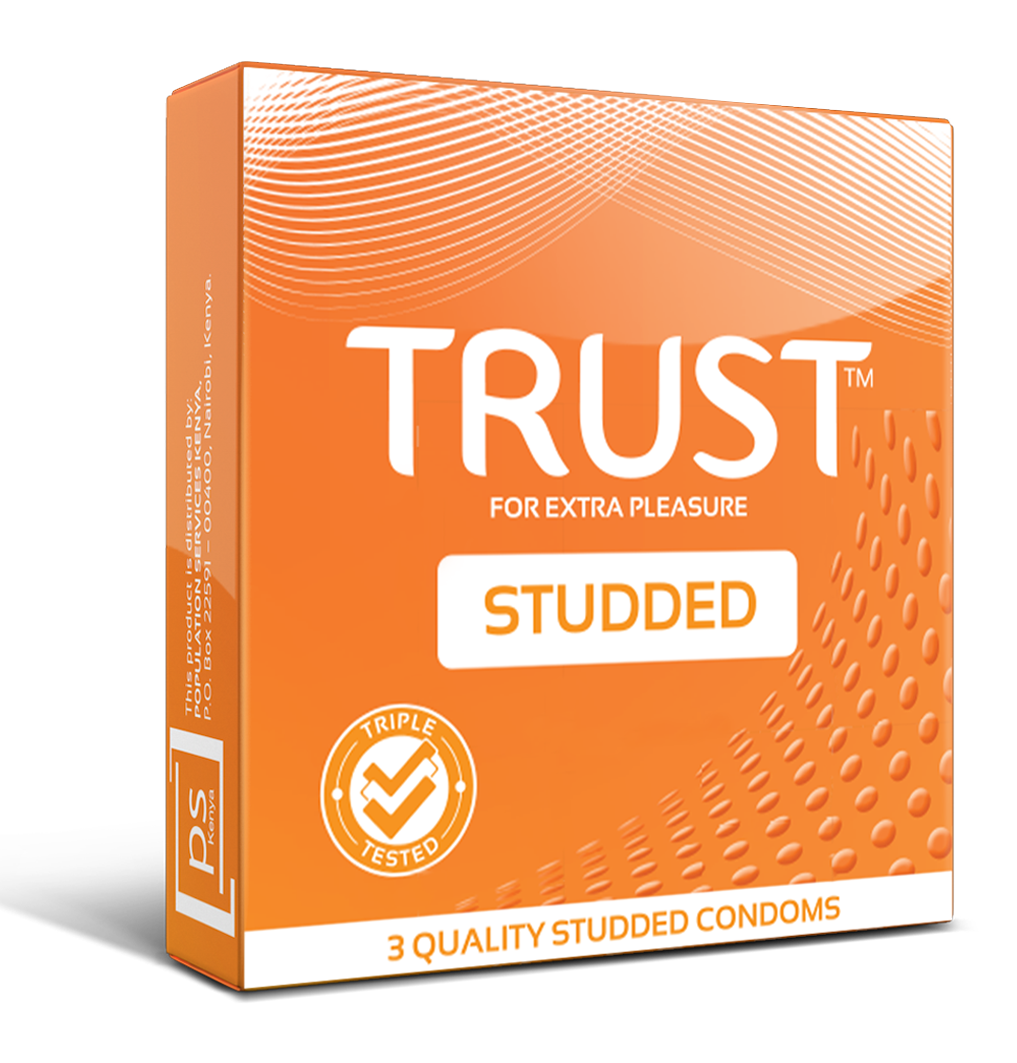 TRUST™
FOR EXTRA PLEASURE
STUDDED
TRIPLE
TESTED
3 QUALITY STUDDED CONDOMS
This product is distributed by:
POPULATION SERVICES KENYA,
P.O. Box 22591 – 00400, Nairobi, Kenya.
ps
Kenya